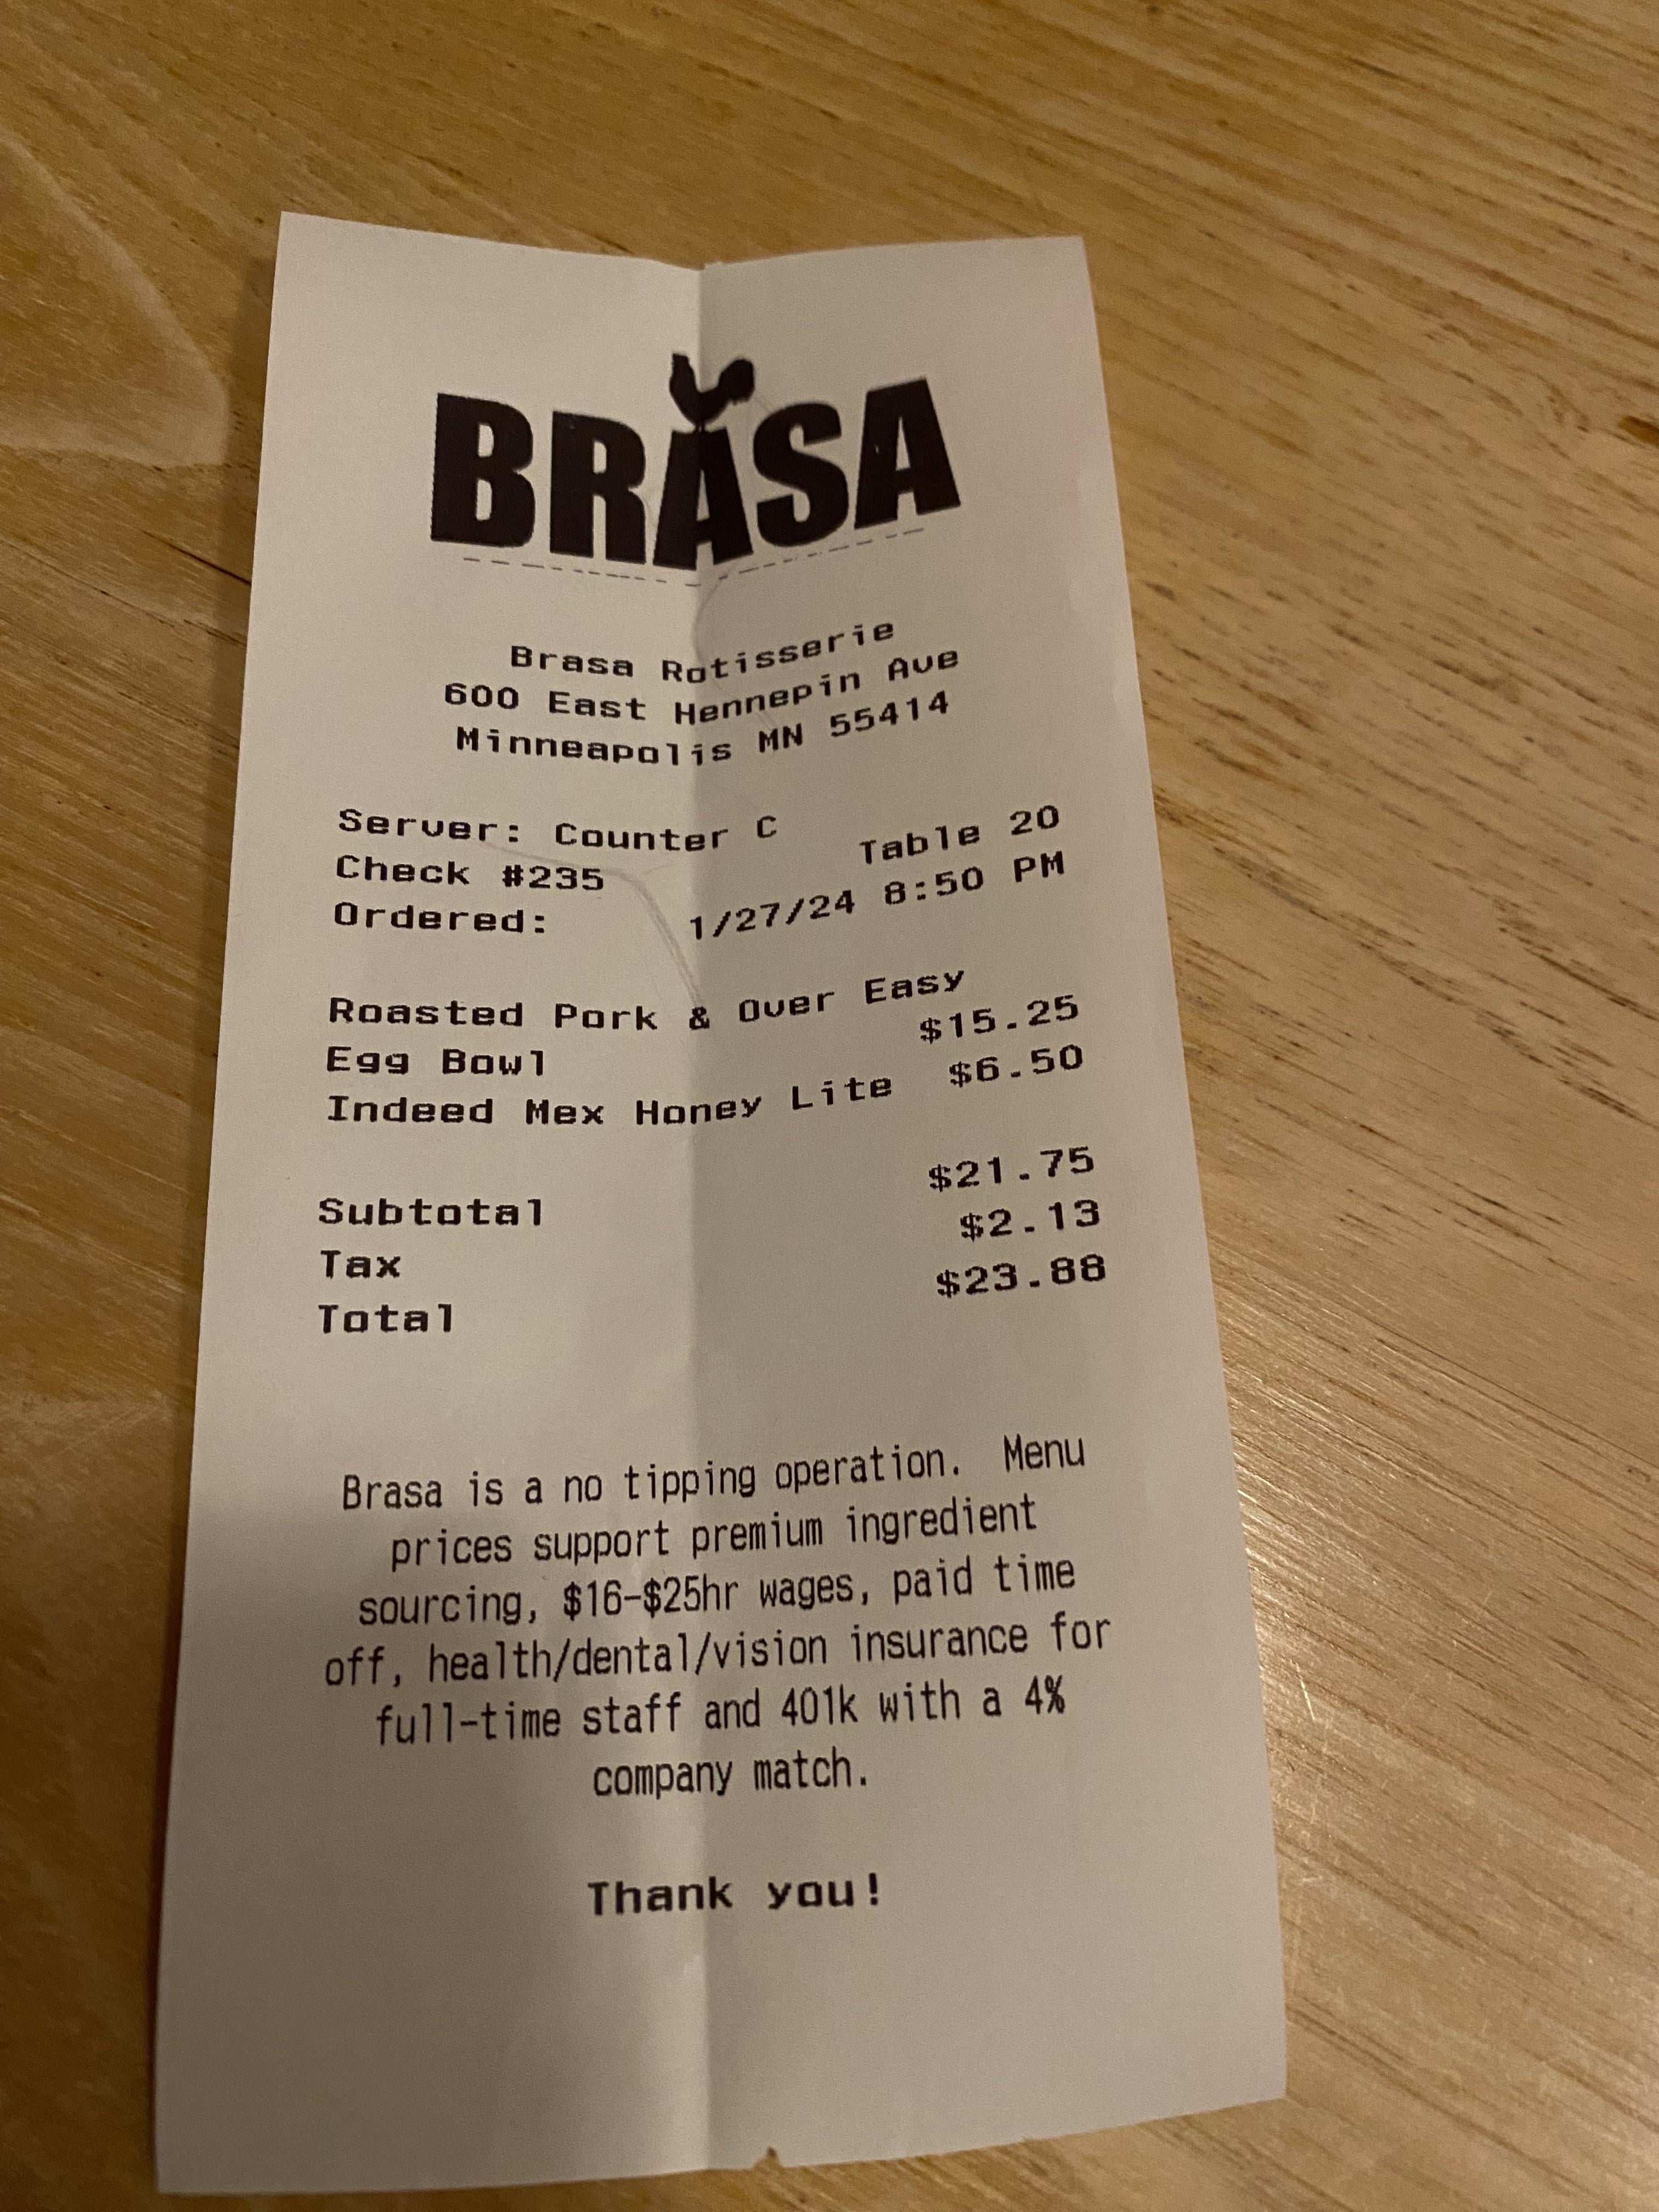 BRASA
Brasa Rotisserie
600 East Hennepin Ave
Minneapolis MN 55414
Server: Counter C
Check #235 Table 20
Ordered: 1/27/24 8:50 PM
Roasted Pork & Over Easy
Egg Bowl $15.25
Indeed Mex Honey Lite $6.50
Subtotal $21.75
Tax $2.13
Total $23.88
Brasa is a no tipping operation. Menu
prices support premium ingredient
sourcing, $16-$25hr wages, paid time
off, health/dental/vision insurance for
full-time staff and 401k with a 4%
company match.
Thank you!